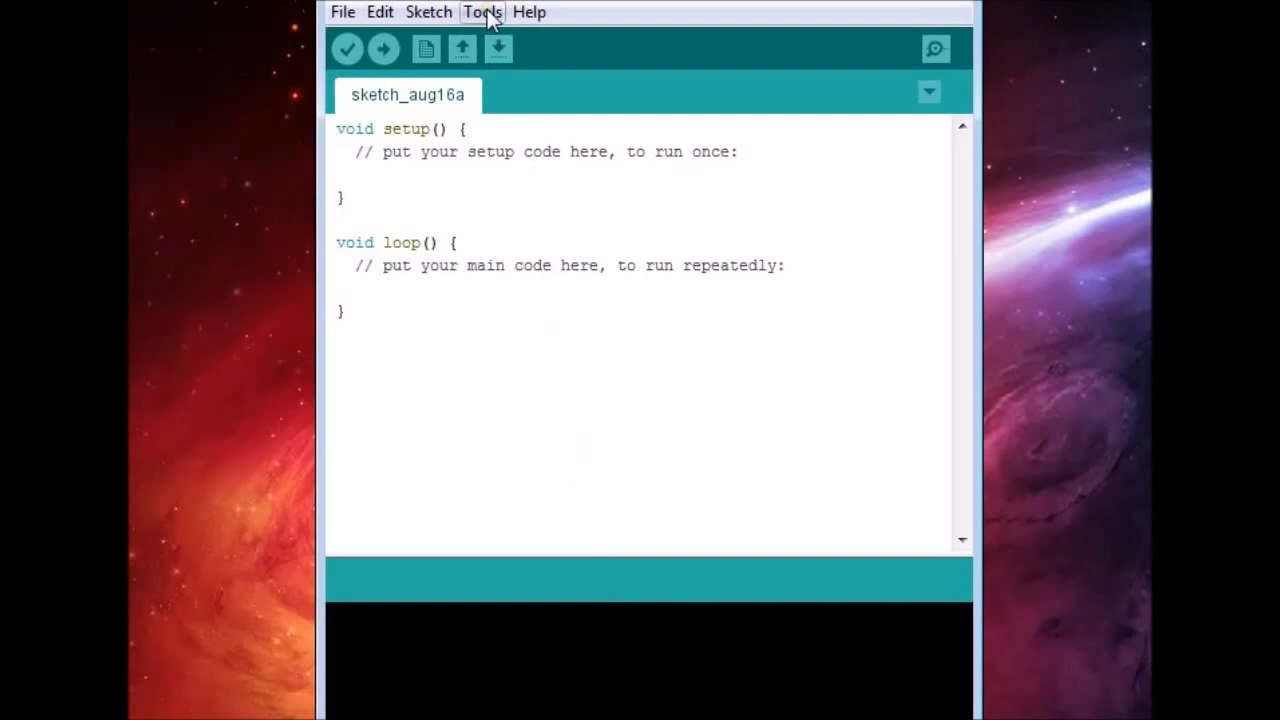 File Edit Sketch Tools Help
sketch_aug16a
void setup() {
  // put your setup code here, to run once:
}
void loop() {
  // put your main code here, to run repeatedly:
}